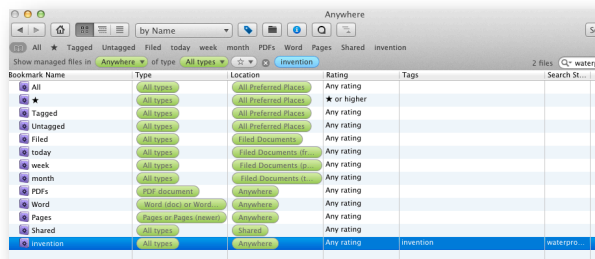 Anywhere
by Name
All ★ Tagged Untagged Filed today week month PDFs Word Pages Shared invention
Show managed files in Anywhere ▾ of type All types ▾ ☆ ▾ invention 2 files
Bookmark Name Type Location Rating Tags Search St...
All All types All Preferred Places Any rating
★ All types All Preferred Places ★ or higher
Tagged All types All Preferred Places Any rating
Untagged All types All Preferred Places Any rating
Filed All types Filed Documents Any rating
today All types Filed Documents (fr... Any rating
week All types Filed Documents (p... Any rating
month All types Filed Documents (t... Any rating
PDFs PDF document Anywhere Any rating
Word Word (doc) or Word... Anywhere Any rating
Pages Pages or Pages (newer) Anywhere Any rating
Shared All types Shared Any rating
invention All types Anywhere Any rating invention waterpro...